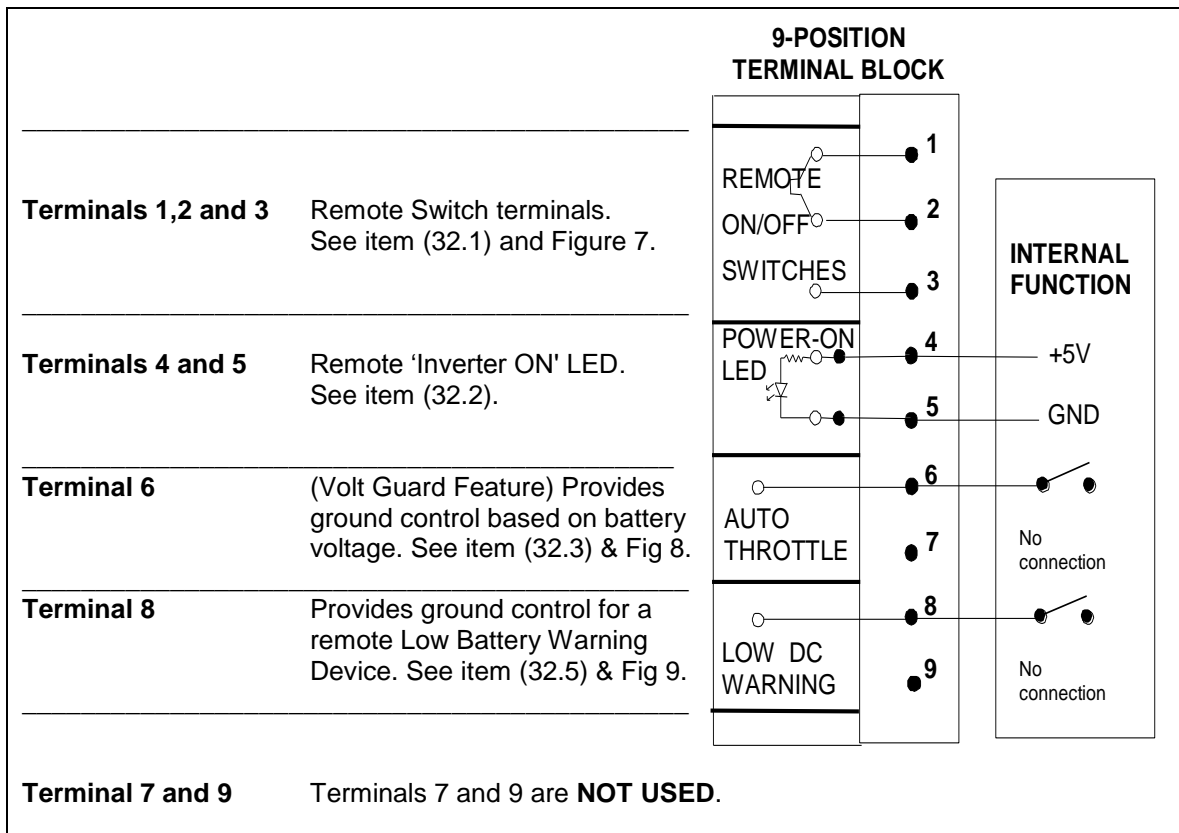 9-POSITION
TERMINAL BLOCK
Terminals 1,2 and 3 Remote Switch terminals.
See item (32.1) and Figure 7.
Terminals 4 and 5 Remote ‘Inverter ON' LED.
See item (32.2).
Terminal 6 (Volt Guard Feature) Provides
ground control based on battery
voltage. See item (32.3) & Fig 8.
Terminal 8 Provides ground control for a
remote Low Battery Warning
Device. See item (32.5) & Fig 9.
Terminal 7 and 9 Terminals 7 and 9 are NOT USED.
REMOTE
ON/OFF
SWITCHES
POWER-ON
LED
AUTO
THROTTLE
LOW DC
WARNING
1
2
3
4
5
6
7
8
9
INTERNAL
FUNCTION
+5V
GND
No
connection
No
connection